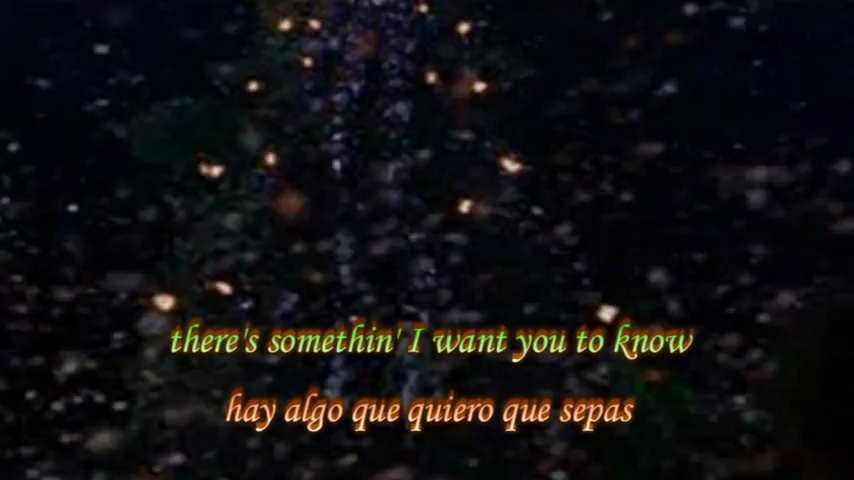 there's somethin' I want you to know
hay algo que quiero que sepas